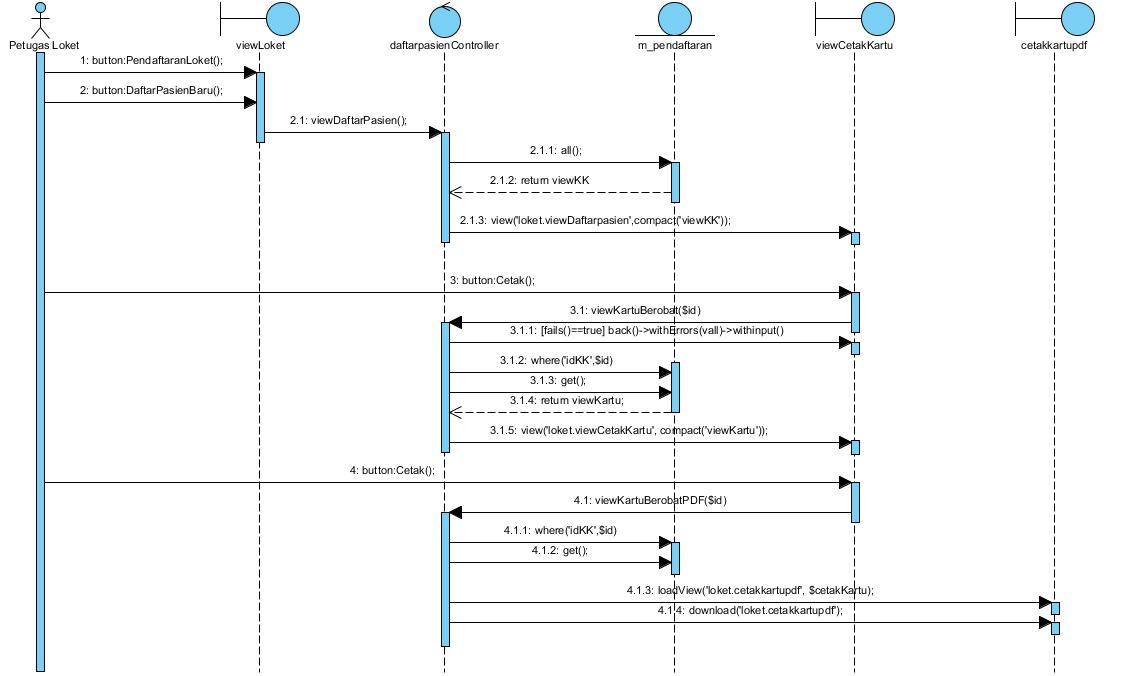 Petugas Loket
viewLoket
daftarpasienController
m_pendaftaran
viewCetakKartu
cetakkartupdf
1: button:PendaftaranLoket();
2: button:DaftarPasienBaru();
2.1: viewDaftarPasien();
2.1.1: all();
2.1.2: return viewKK
2.1.3: view('loket.viewDaftarpasien',compact('viewKK'));
3: button:Cetak();
3.1: viewKartuBerobat($id)
3.1.1: [fails()==true] back()->withErrors(vall)->withinput()
3.1.2: where('idKK',$id)
3.1.3: get();
3.1.4: return viewKartu;
3.1.5: view('loket.viewCetakKartu', compact('viewKartu'));
4: button:Cetak();
4.1: viewKartuBerobatPDF($id)
4.1.1: where('idKK',$id)
4.1.2: get();
4.1.3: loadView('loket.cetakkartupdf', $cetakKartu);
4.1.4: download('loket.cetakkartupdf');